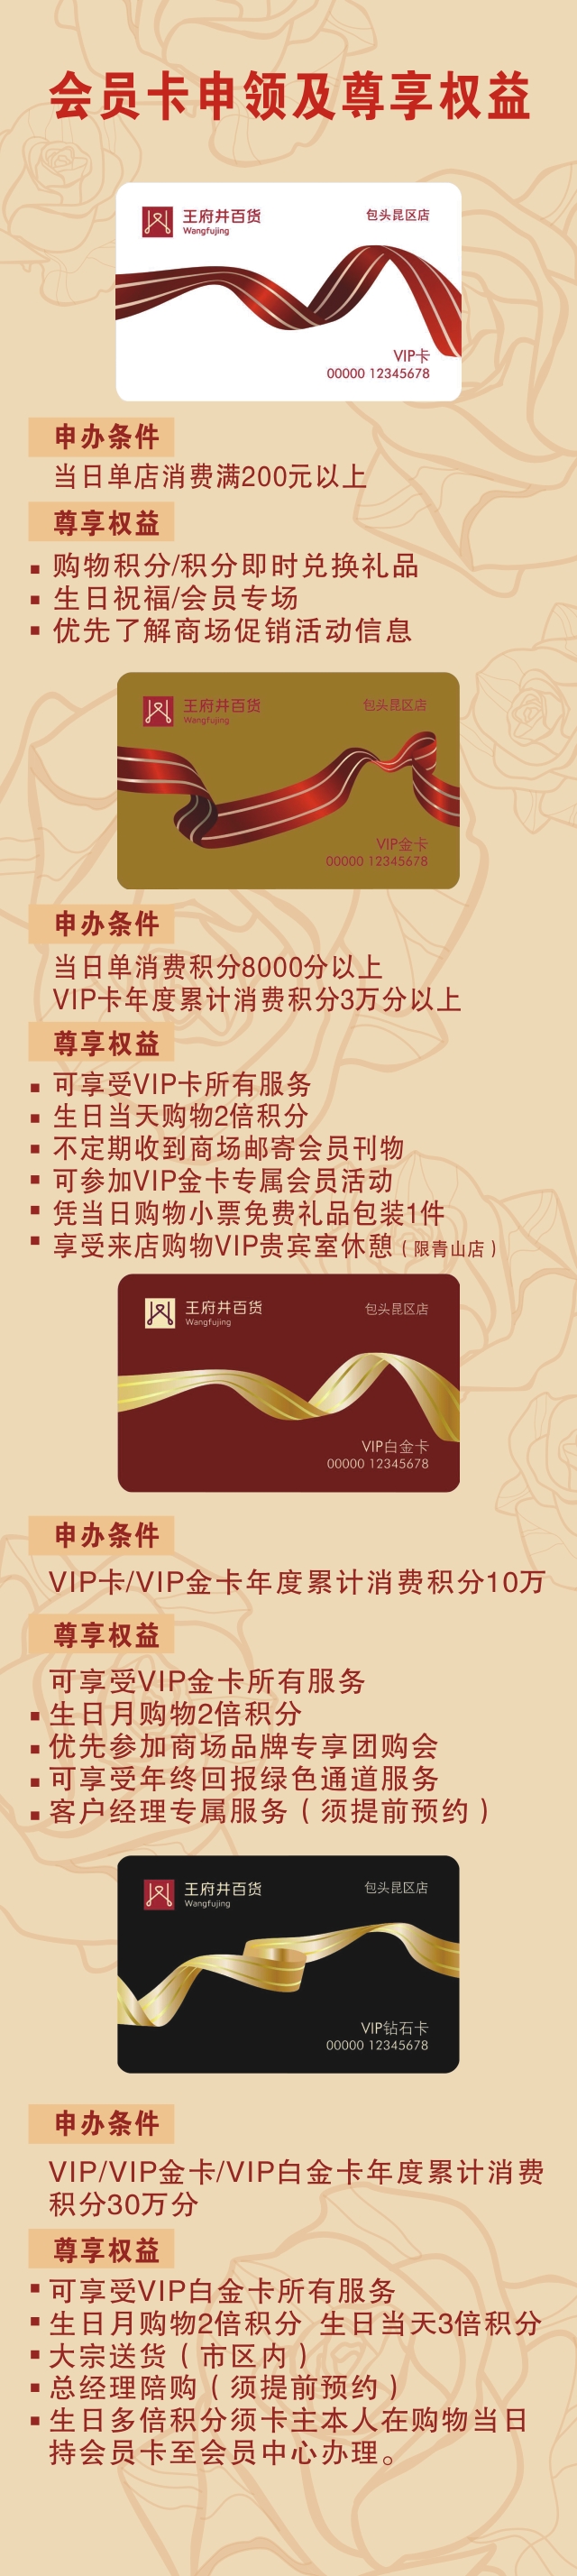 会员卡申领及尊享权益
王府井百货
Wangfujing
包头昆区店
VIP卡
00000 12345678
申办条件
当日单店消费满200元以上
尊享权益
购物积分/积分即时兑换礼品
生日祝福/会员专场
优先了解商场促销活动信息
王府井百货
Wangfujing
包头昆区店
VIP金卡
00000 12345678
申办条件
当日单消费积分8000分以上
VIP卡年度累计消费积分3万分以上
尊享权益
可享受VIP卡所有服务
生日当天购物2倍积分
不定期收到商场邮寄会员刊物
可参加VIP金卡专属会员活动
凭当日购物小票免费礼品包装1件
享受来店购物VIP贵宾室休憩（限青山店）
王府井百货
Wangfujing
包头昆区店
VIP白金卡
00000 12345678
申办条件
VIP卡/VIP金卡年度累计消费积分10万
尊享权益
可享受VIP金卡所有服务
生日月购物2倍积分
优先参加商场品牌专享团购会
可享受年终回报绿色通道服务
客户经理专属服务（须提前预约）
王府井百货
Wangfujing
包头昆区店
VIP钻石卡
00000 12345678
申办条件
VIP/VIP金卡/VIP白金卡年度累计消费
积分30万分
尊享权益
可享受VIP白金卡所有服务
生日月购物2倍积分 生日当天3倍积分
大宗送货（市区内）
总经理陪购（须提前预约）
生日多倍积分须卡主本人在购物当日
持会员卡至会员中心办理。